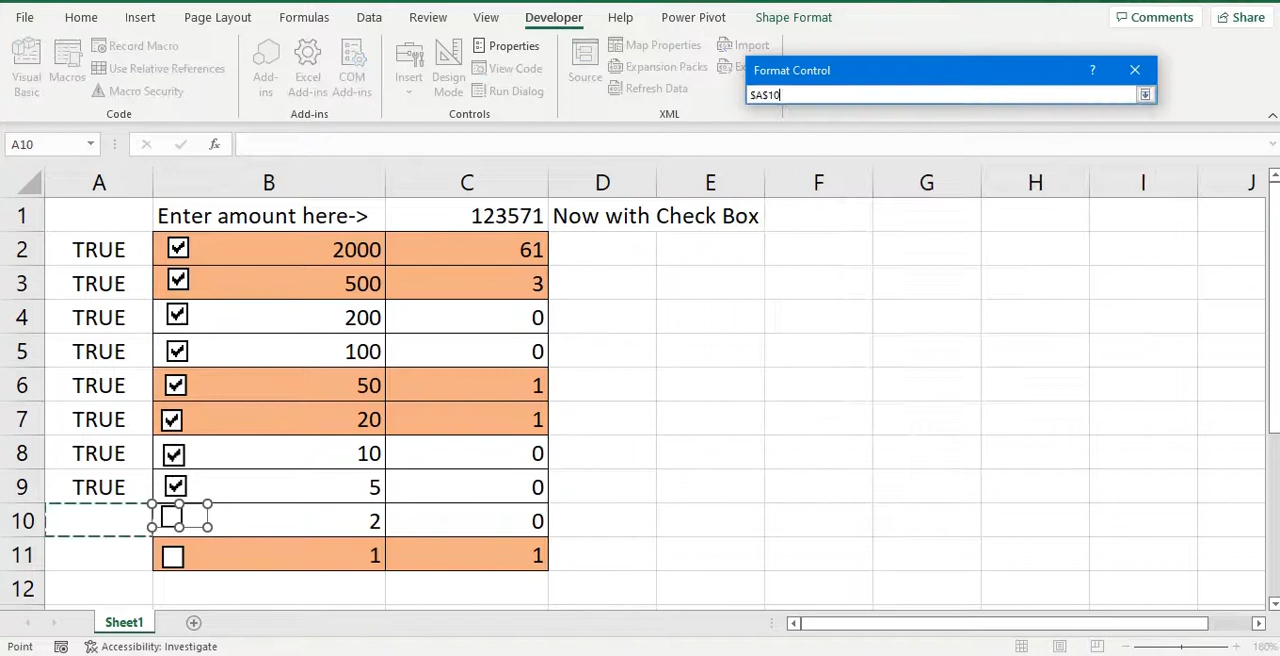 File Home Insert Page Layout Formulas Data Review View Developer Help Power Pivot Shape Format Comments Share
Visual Basic
Macros
Record Macro
Use Relative References
Macro Security
Code
Add-ins
Excel Add-ins
COM Add-ins
Add-ins
Insert
Design Mode
Properties
View Code
Run Dialog
Controls
Source
Map Properties
Expansion Packs
Refresh Data
Import
XML
Format Control ?
$A$10
A10 fx
A B C D E F G H I J
1 Enter amount here-> 123571 Now with Check Box
2 TRUE 2000 61
3 TRUE 500 3
4 TRUE 200 0
5 TRUE 100 0
6 TRUE 50 1
7 TRUE 20 1
8 TRUE 10 0
9 TRUE 5 0
10 2 0
11 1 1
12
Sheet1
Point Accessibility: Investigate 180%